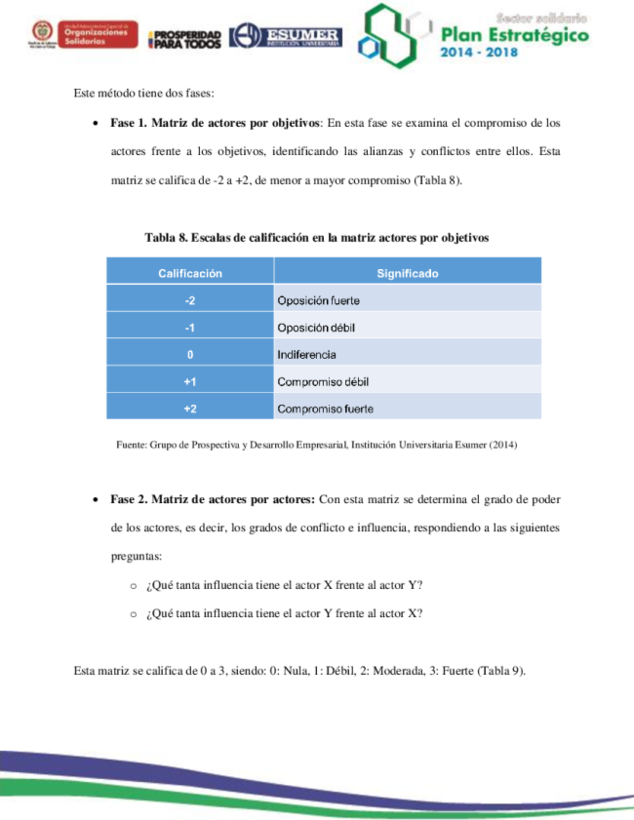 Unidad Administrativa Especial de
Organizaciones
Solidarias
PROSPERIDAD
PARA TODOS
ESUMER
INSTITUCIÓN UNIVERSITARIA
Sector solidario
Plan Estratégico
2014 - 2018
Este método tiene dos fases:
• Fase 1. Matriz de actores por objetivos: En esta fase se examina el compromiso de los
actores frente a los objetivos, identificando las alianzas y conflictos entre ellos. Esta
matriz se califica de -2 a +2, de menor a mayor compromiso (Tabla 8).
Tabla 8. Escalas de calificación en la matriz actores por objetivos
Calificación Significado
-2 Oposición fuerte
-1 Oposición débil
0 Indiferencia
+1 Compromiso débil
+2 Compromiso fuerte
Fuente: Grupo de Prospectiva y Desarrollo Empresarial, Institución Universitaria Esumer (2014)
• Fase 2. Matriz de actores por actores: Con esta matriz se determina el grado de poder
de los actores, es decir, los grados de conflicto e influencia, respondiendo a las siguientes
preguntas:
o ¿Qué tanta influencia tiene el actor X frente al actor Y?
o ¿Qué tanta influencia tiene el actor Y frente al actor X?
Esta matriz se califica de 0 a 3, siendo: 0: Nula, 1: Débil, 2: Moderada, 3: Fuerte (Tabla 9).